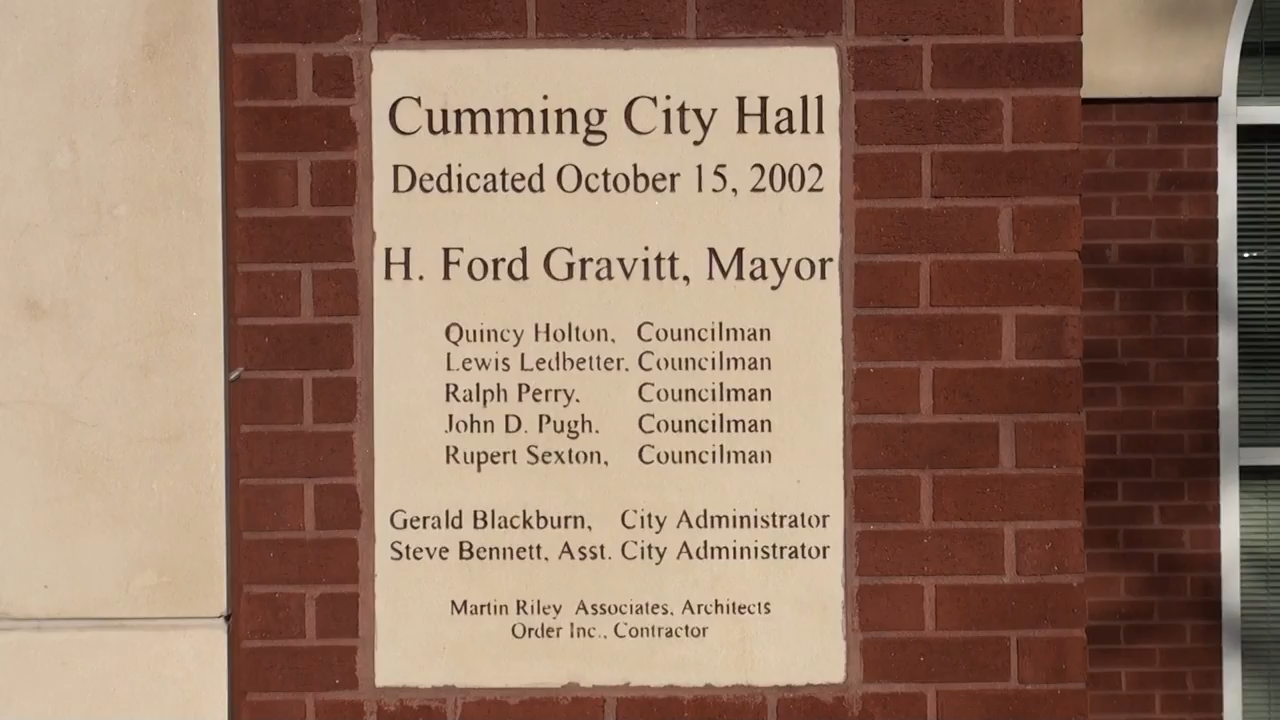 Cumming City Hall
Dedicated October 15, 2002
H. Ford Gravitt, Mayor
Quincy Holton, Councilman
Lewis Ledbetter, Councilman
Ralph Perry, Councilman
John D. Pugh, Councilman
Rupert Sexton, Councilman
Gerald Blackburn, City Administrator
Steve Bennett, Asst. City Administrator
Martin Riley Associates, Architects
Order Inc., Contractor